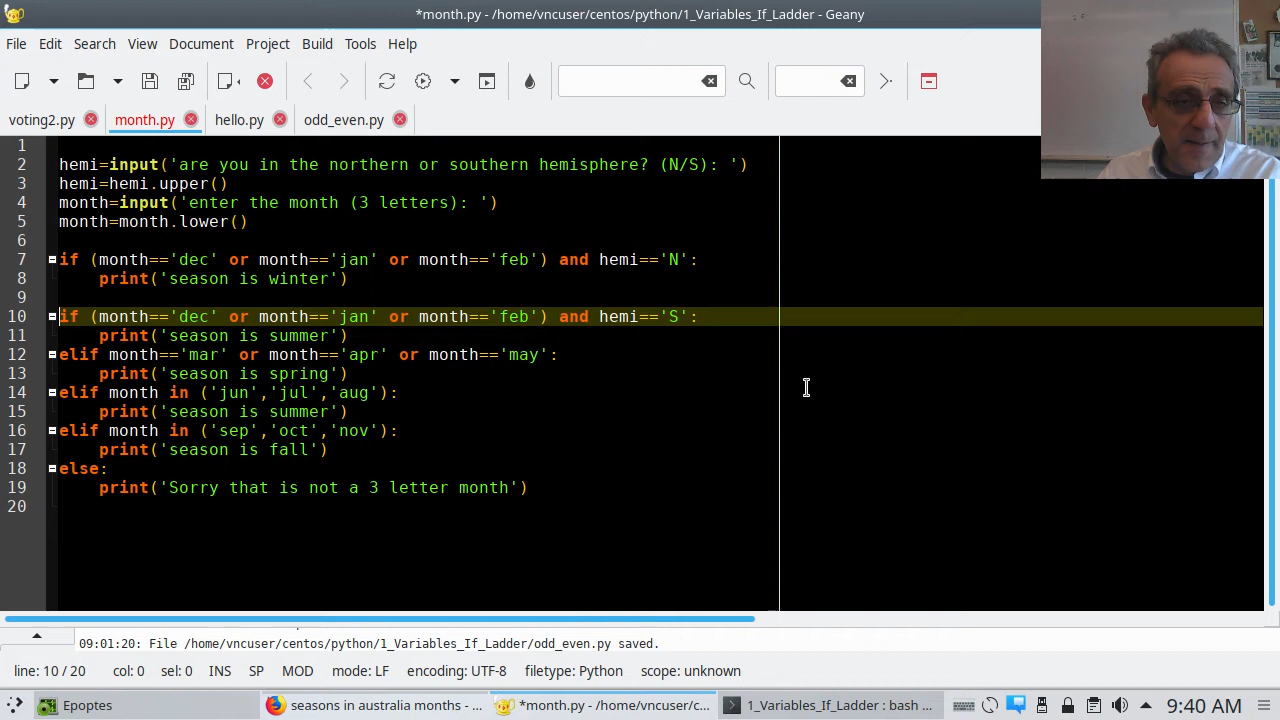 *month.py - /home/vncuser/centos/python/1_Variables_If_Ladder - Geany
File Edit Search View Document Project Build Tools Help
voting2.py month.py hello.py odd_even.py
1
2 hemi=input('are you in the northern or southern hemisphere? (N/S): ')
3 hemi=hemi.upper()
4 month=input('enter the month (3 letters): ')
5 month=month.lower()
6
7 if (month=='dec' or month=='jan' or month=='feb') and hemi=='N':
8     print('season is winter')
9
10 if (month=='dec' or month=='jan' or month=='feb') and hemi=='S':
11     print('season is summer')
12 elif month=='mar' or month=='apr' or month=='may':
13     print('season is spring')
14 elif month in ('jun','jul','aug'):
15     print('season is summer')
16 elif month in ('sep','oct','nov'):
17     print('season is fall')
18 else:
19     print('Sorry that is not a 3 letter month')
20
09:01:20: File /home/vncuser/centos/python/1_Variables_If_Ladder/odd_even.py saved.
line: 10 / 20 col: 0 sel: 0 INS SP MOD mode: LF encoding: UTF-8 filetype: Python scope: unknown
Epoptes seasons in australia months - ... *month.py - /home/vncuser/c... 1_Variables_If_Ladder : bash ... 9:40 AM